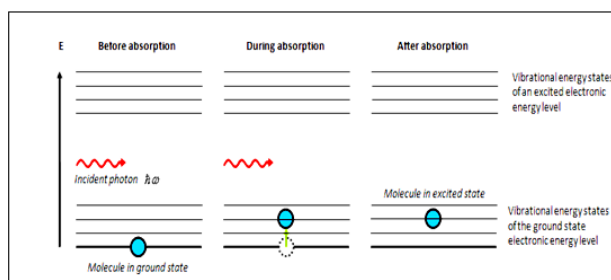 E
Before absorption
During absorption
After absorption
Vibrational energy states
of an excited electronic
energy level
Incident photon ℏω
Molecule in excited state
Vibrational energy states
of the ground state
electronic energy level
Molecule in ground state